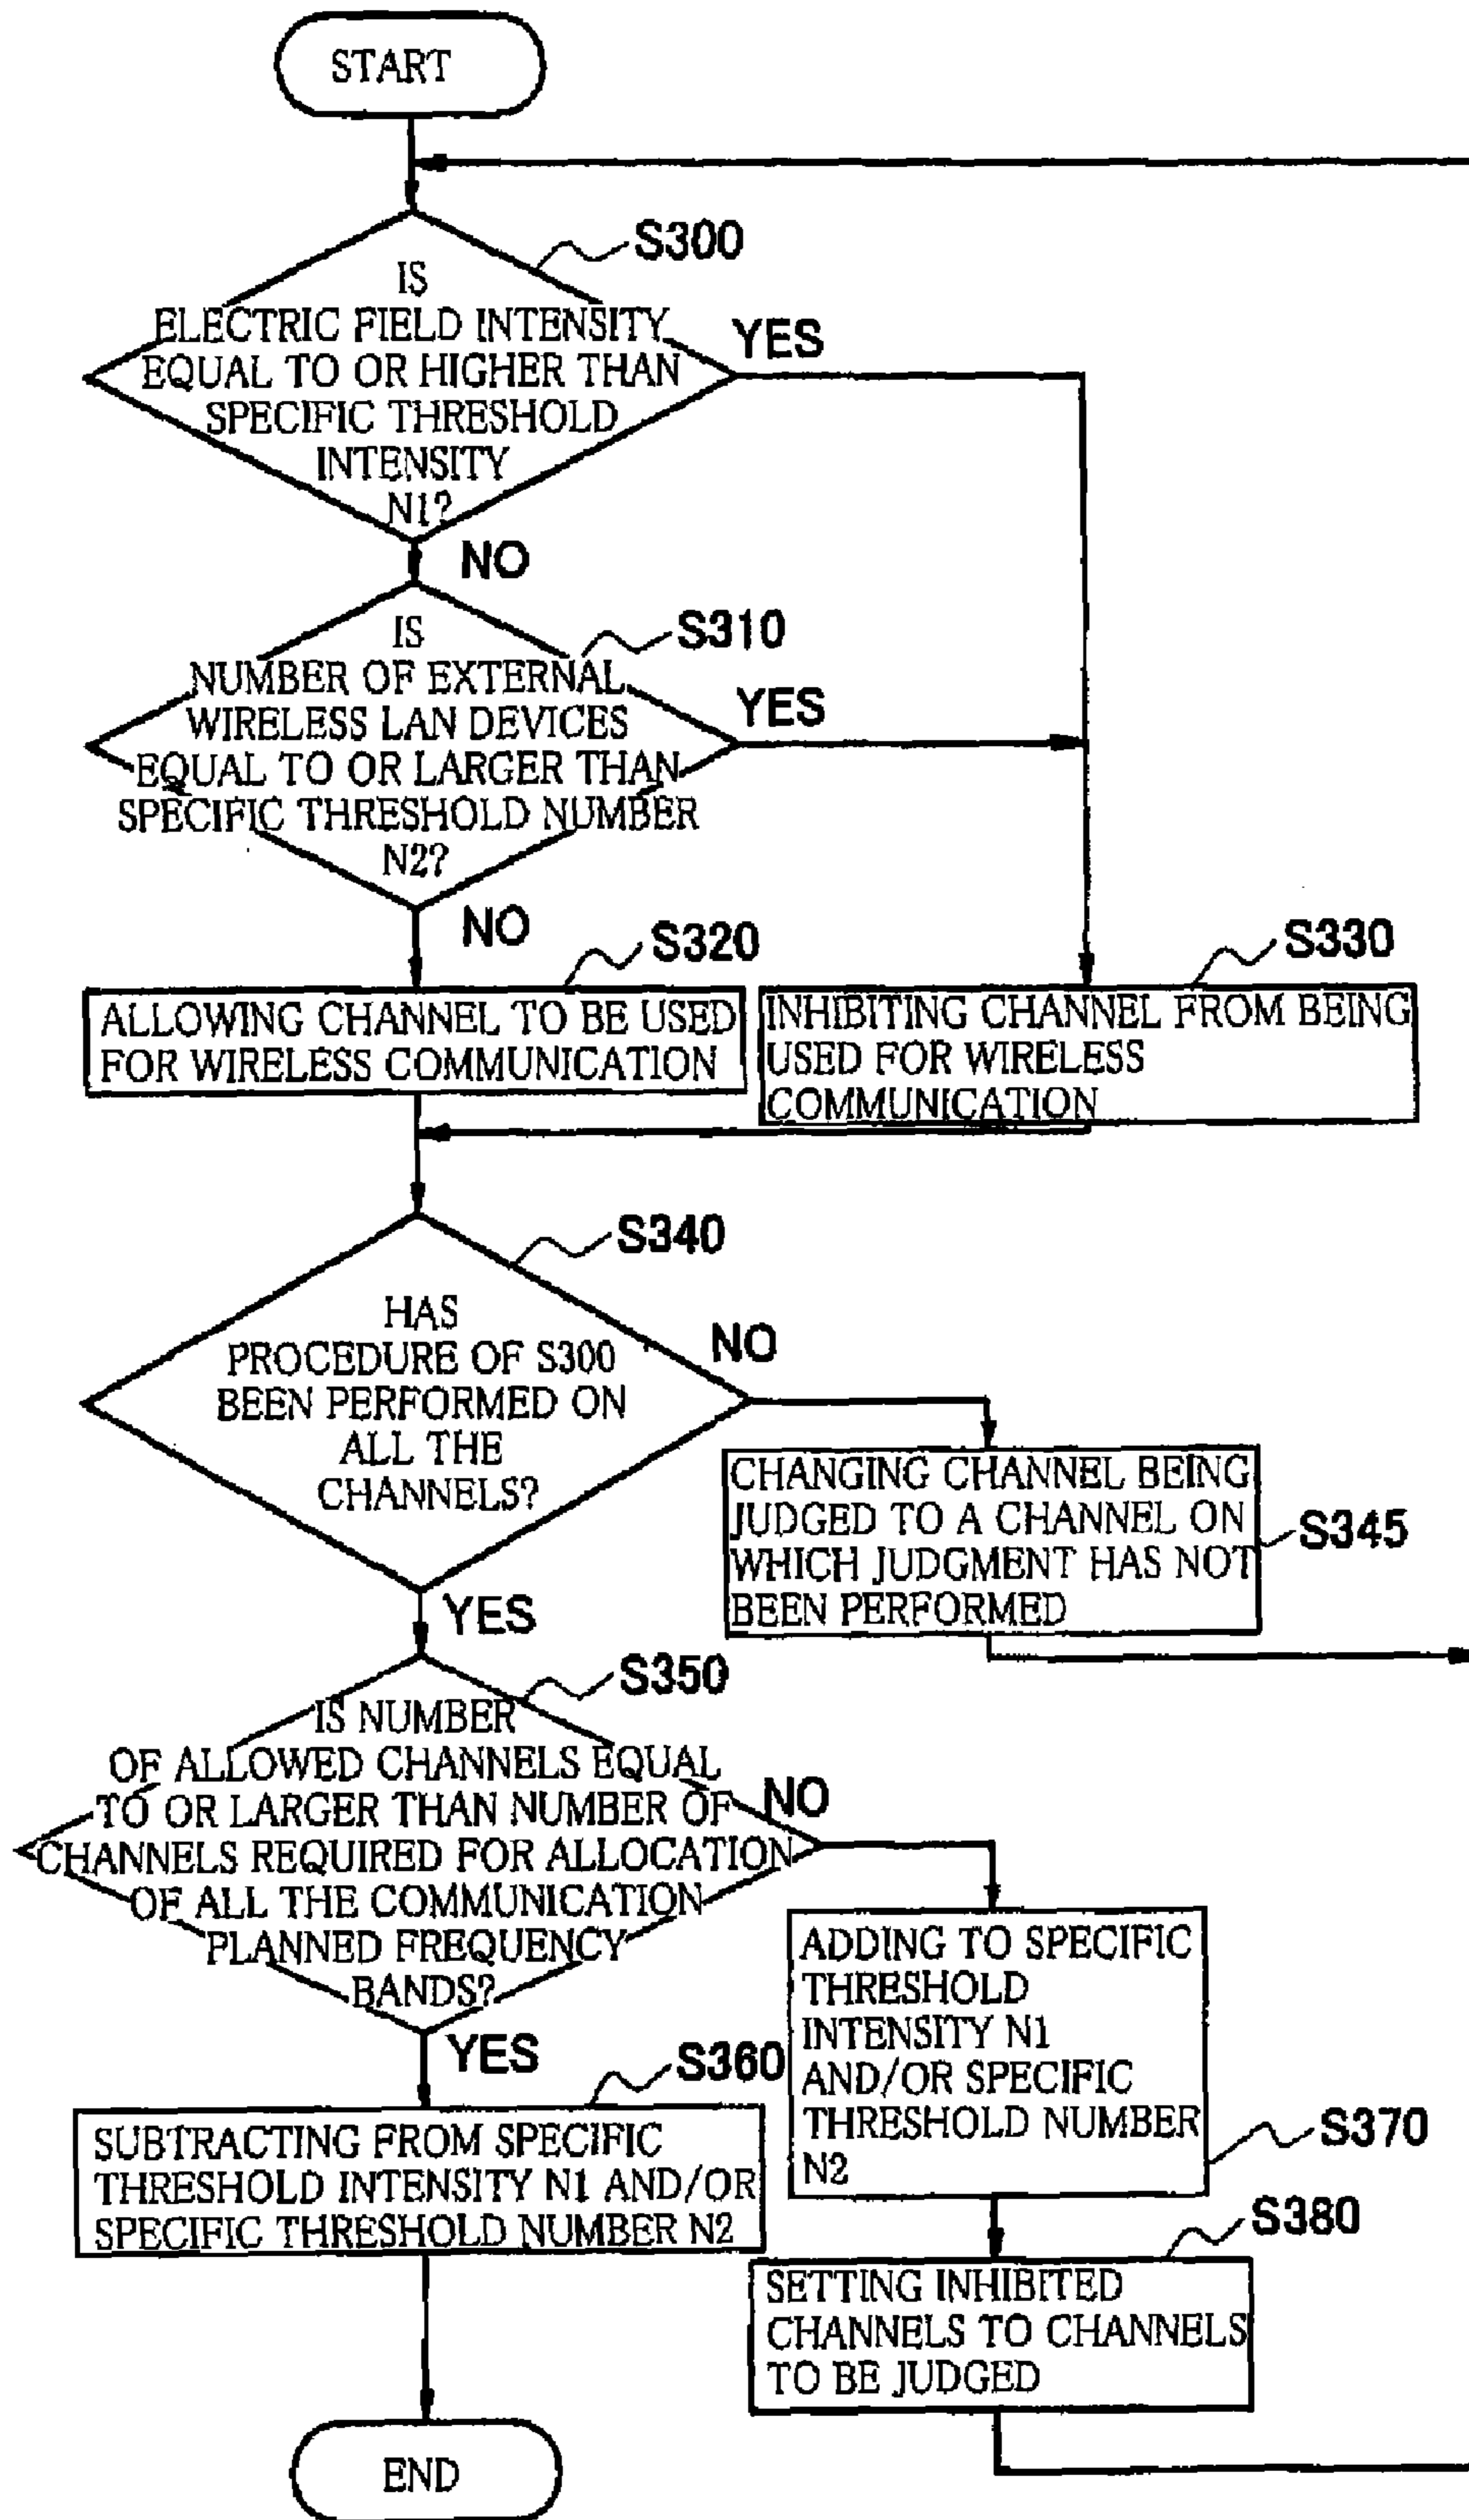 START
S300
IS
ELECTRIC FIELD INTENSITY
EQUAL TO OR HIGHER THAN
SPECIFIC THRESHOLD
INTENSITY
N1?
YES
NO
S310
IS
NUMBER OF EXTERNAL
WIRELESS LAN DEVICES
EQUAL TO OR LARGER THAN
SPECIFIC THRESHOLD NUMBER
N2?
YES
NO
S320
ALLOWING CHANNEL TO BE USED
FOR WIRELESS COMMUNICATION
S330
INHIBITING CHANNEL FROM BEING
USED FOR WIRELESS
COMMUNICATION
S340
HAS
PROCEDURE OF S300
BEEN PERFORMED ON
ALL THE
CHANNELS?
NO
CHANGING CHANNEL BEING
JUDGED TO A CHANNEL ON
WHICH JUDGMENT HAS NOT
BEEN PERFORMED
S345
YES
S350
IS NUMBER
OF ALLOWED CHANNELS EQUAL
TO OR LARGER THAN NUMBER OF
CHANNELS REQUIRED FOR ALLOCATION
OF ALL THE COMMUNICATION
PLANNED FREQUENCY
BANDS?
NO
YES
S360
SUBTRACTING FROM SPECIFIC
THRESHOLD INTENSITY N1 AND/OR
SPECIFIC THRESHOLD NUMBER N2
ADDING TO SPECIFIC
THRESHOLD
INTENSITY N1
AND/OR SPECIFIC
THRESHOLD NUMBER
N2
S370
S380
SETTING INHIBITED
CHANNELS TO CHANNELS
TO BE JUDGED
END